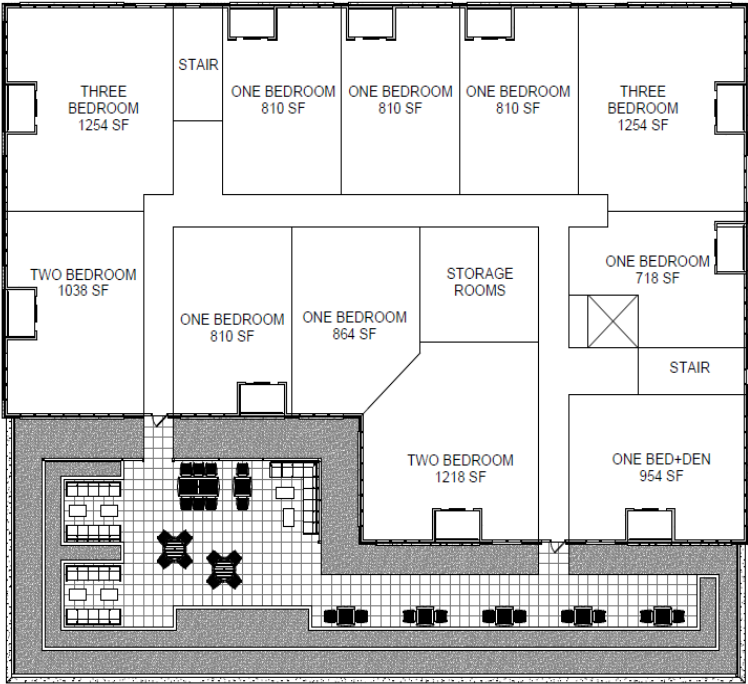 STAIR
THREE
BEDROOM
1254 SF
ONE BEDROOM
810 SF
ONE BEDROOM
810 SF
ONE BEDROOM
810 SF
THREE
BEDROOM
1254 SF
TWO BEDROOM
1038 SF
ONE BEDROOM
810 SF
ONE BEDROOM
864 SF
STORAGE
ROOMS
ONE BEDROOM
718 SF
STAIR
TWO BEDROOM
1218 SF
ONE BED+DEN
954 SF